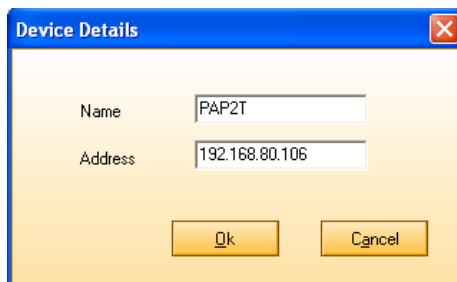 Device Details
Name PAP2T
Address 192.168.80.106
Ok Cancel